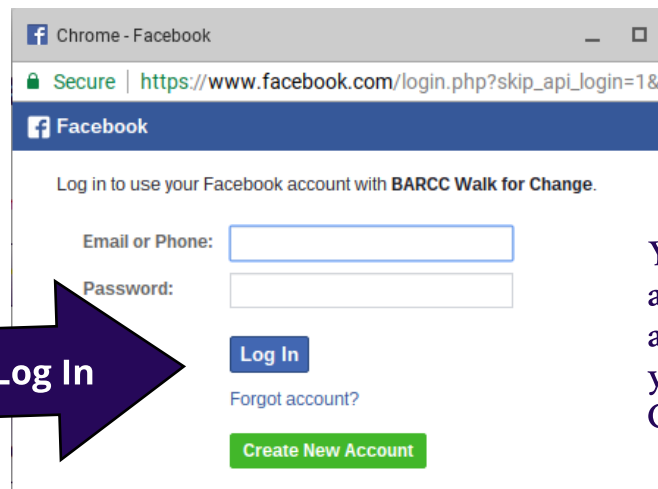 Chrome - Facebook
Secure | https://www.facebook.com/login.php?skip_api_login=1&
Facebook
Log in to use your Facebook account with BARCC Walk for Change.
Email or Phone:
Password:
Log In
Log In
Forgot account?
Create New Account